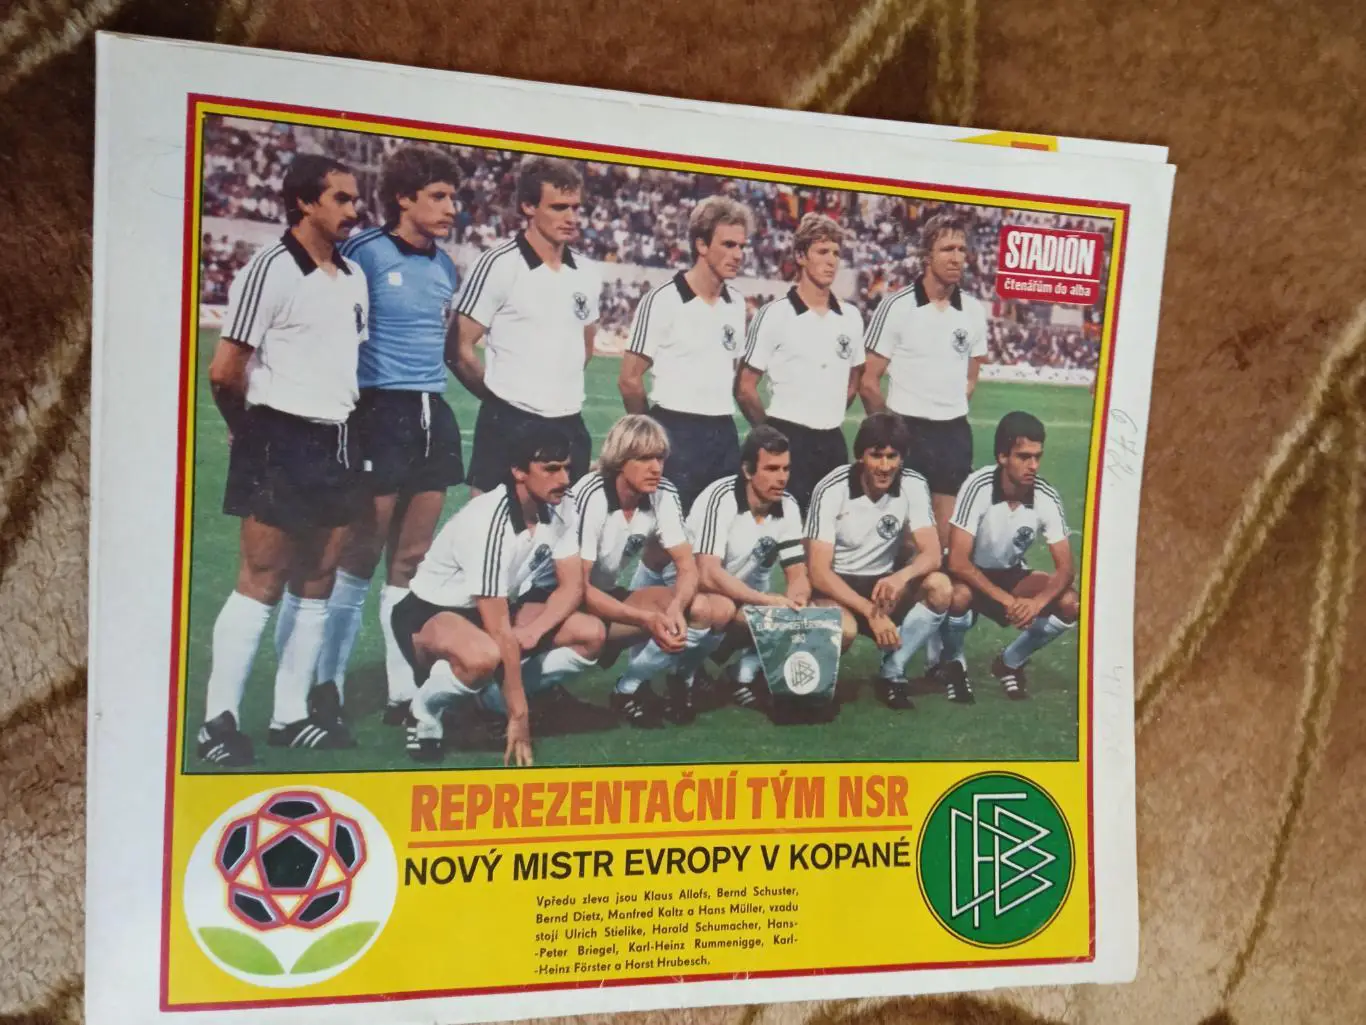 STADIÓN
čtenářům do alba
1980
REPREZENTAČNÍ TÝM NSR
NOVÝ MISTR EVROPY V KOPANÉ
Vpředu zleva jsou Klaus Allofs, Bernd Schuster,
Bernd Dietz, Manfred Kaltz a Hans Müller, vzadu
stojí Ulrich Stielike, Harald Schumacher, Hans-
-Peter Briegel, Karl-Heinz Rummenigge, Karl-
-Heinz Förster a Horst Hrubesch.
DFB